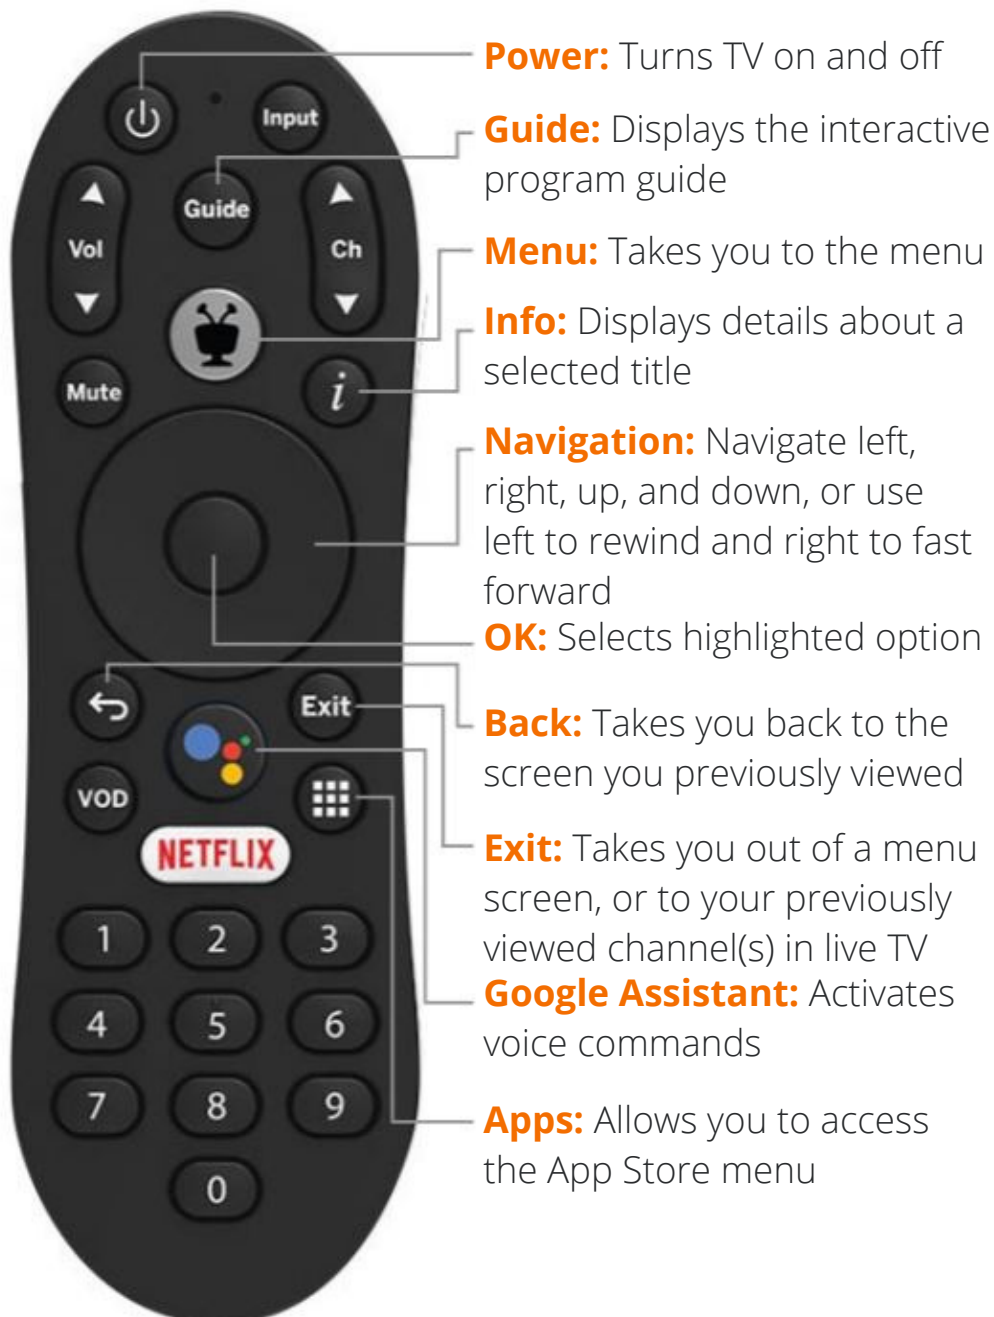 Power: Turns TV on and off
Input
Guide: Displays the interactive
program guide
Guide
Vol
Ch
Menu: Takes you to the menu
Info: Displays details about a
selected title
Mute
i
Navigation: Navigate left,
right, up, and down, or use
left to rewind and right to fast
forward
OK: Selects highlighted option
Exit
Back: Takes you back to the
screen you previously viewed
VOD
NETFLIX
Exit: Takes you out of a menu
screen, or to your previously
viewed channel(s) in live TV
1 2 3
Google Assistant: Activates
voice commands
4 5 6
7 8 9
Apps: Allows you to access
the App Store menu
0